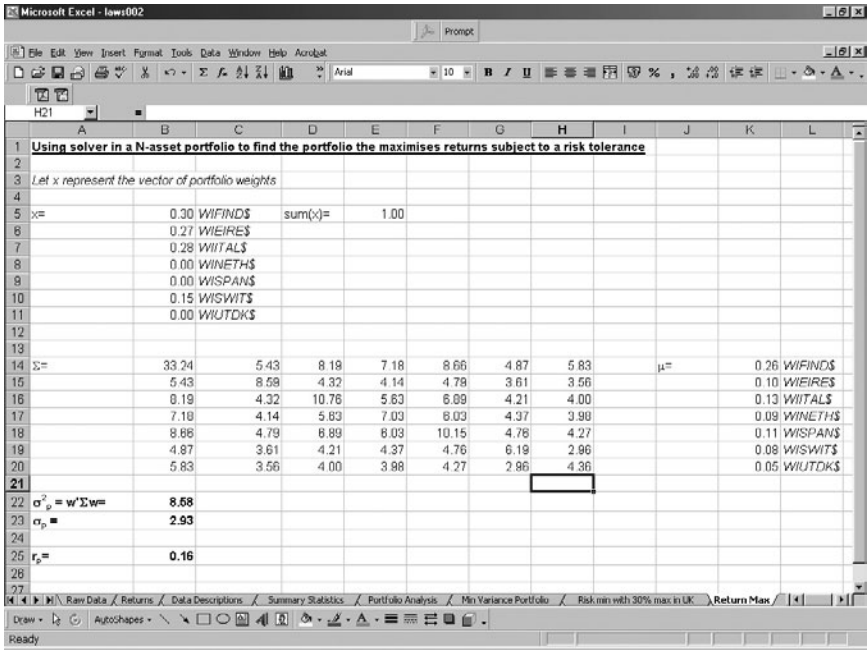 Microsoft Excel - laws002
Prompt
File Edit View Insert Format Tools Data Window Help Acrobat
Arial 10 B I U % ,
H21 =
A B C D E F G H I J K L
1 Using solver in a N-asset portfolio to find the portfolio the maximises returns subject to a risk tolerance
2
3 Let x represent the vector of portfolio weights
4
5 x= 0.30 WIFIND$ sum(x)= 1.00
6 0.27 WIEIRE$
7 0.28 WIITAL$
8 0.00 WINETH$
9 0.00 WISPAN$
10 0.15 WISWIT$
11 0.00 WIUTDK$
12
13
14 Σ= 33.24 5.43 8.19 7.18 8.66 4.87 5.83 μ= 0.26 WIFIND$
15 5.43 8.59 4.32 4.14 4.79 3.61 3.56 0.10 WIEIRE$
16 8.19 4.32 10.76 5.63 6.89 4.21 4.00 0.13 WIITAL$
17 7.18 4.14 5.63 7.03 6.03 4.37 3.98 0.09 WINETH$
18 8.66 4.79 6.89 6.03 10.15 4.76 4.27 0.11 WISPAN$
19 4.87 3.61 4.21 4.37 4.76 6.19 2.96 0.08 WISWIT$
20 5.83 3.56 4.00 3.98 4.27 2.96 4.36 0.05 WIUTDK$
21
22 σ²p = w'Σw= 8.58
23 σp = 2.93
24
25 rp= 0.16
26
27
Raw Data / Returns / Data Descriptions / Summary Statistics / Portfolio Analysis / Min Variance Portfolio / Risk min with 30% max in UK \ Return Max /
Draw AutoShapes
Ready